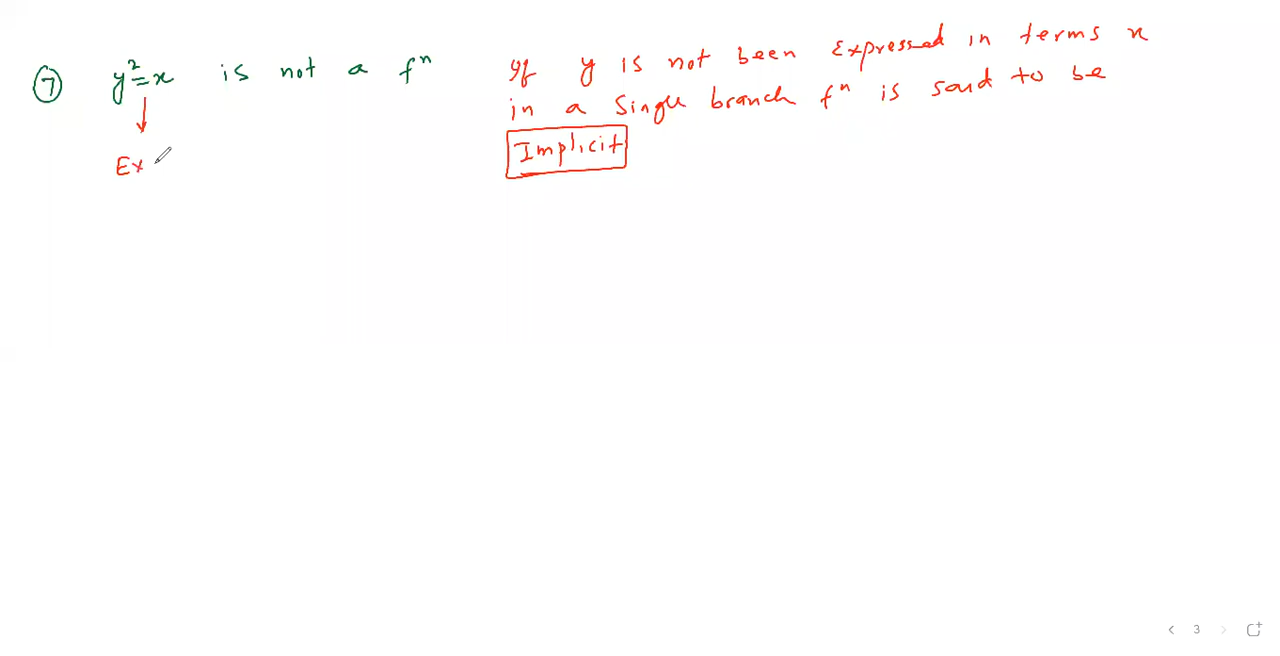 ⑦ y²=x is not a fⁿ
Ex
If y is not been Expressed in terms x
in a single branch fⁿ is said to be
Implicit
3